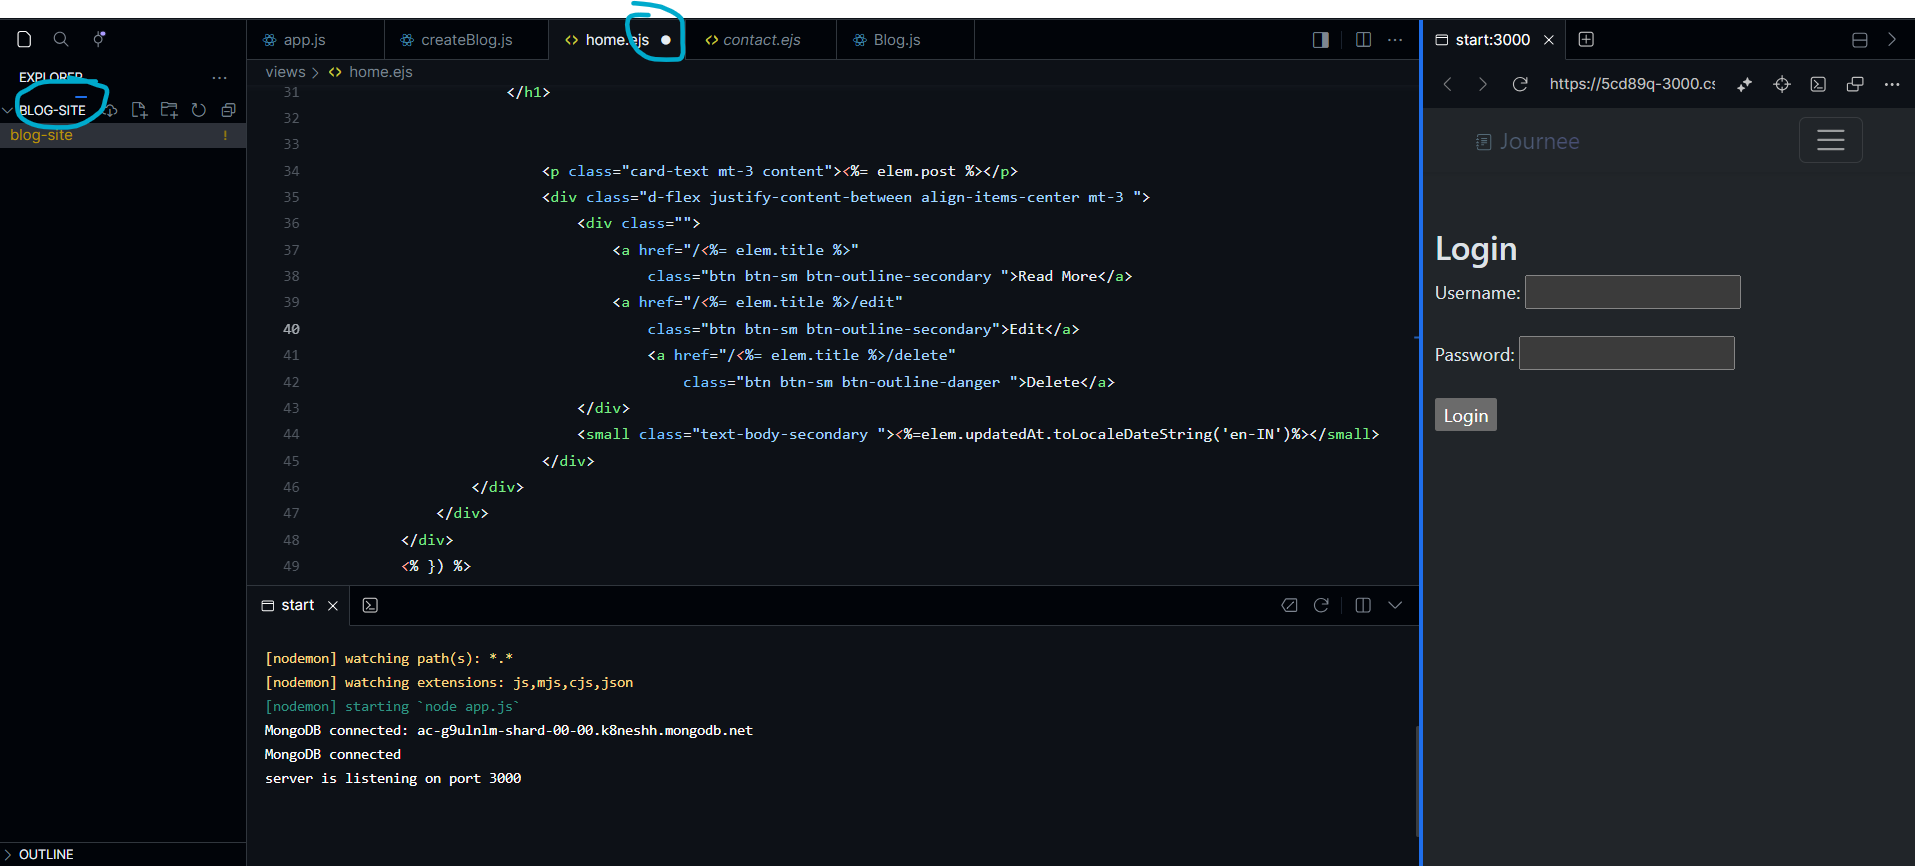 app.js
createBlog.js
home.ejs
contact.ejs
Blog.js
start:3000
EXPLORER
views > home.ejs
https://5cd89q-3000.cs
BLOG-SITE
blog-site !
31 </h1>
32
33
34 <p class="card-text mt-3 content"><%= elem.post %></p>
35 <div class="d-flex justify-content-between align-items-center mt-3 ">
36 <div class="">
37 <a href="/<%= elem.title %>"
38 class="btn btn-sm btn-outline-secondary ">Read More</a>
39 <a href="/<%= elem.title %>/edit"
40 class="btn btn-sm btn-outline-secondary">Edit</a>
41 <a href="/<%= elem.title %>/delete"
42 class="btn btn-sm btn-outline-danger ">Delete</a>
43 </div>
44 <small class="text-body-secondary "><%=elem.updatedAt.toLocaleDateString('en-IN')%></small>
45 </div>
46 </div>
47 </div>
48 </div>
49 <% }) %>
start
[nodemon] watching path(s): *.*
[nodemon] watching extensions: js,mjs,cjs,json
[nodemon] starting `node app.js`
MongoDB connected: ac-g9ulnlm-shard-00-00.k8neshh.mongodb.net
MongoDB connected
server is listening on port 3000
OUTLINE
Journee
Login
Username:
Password:
Login